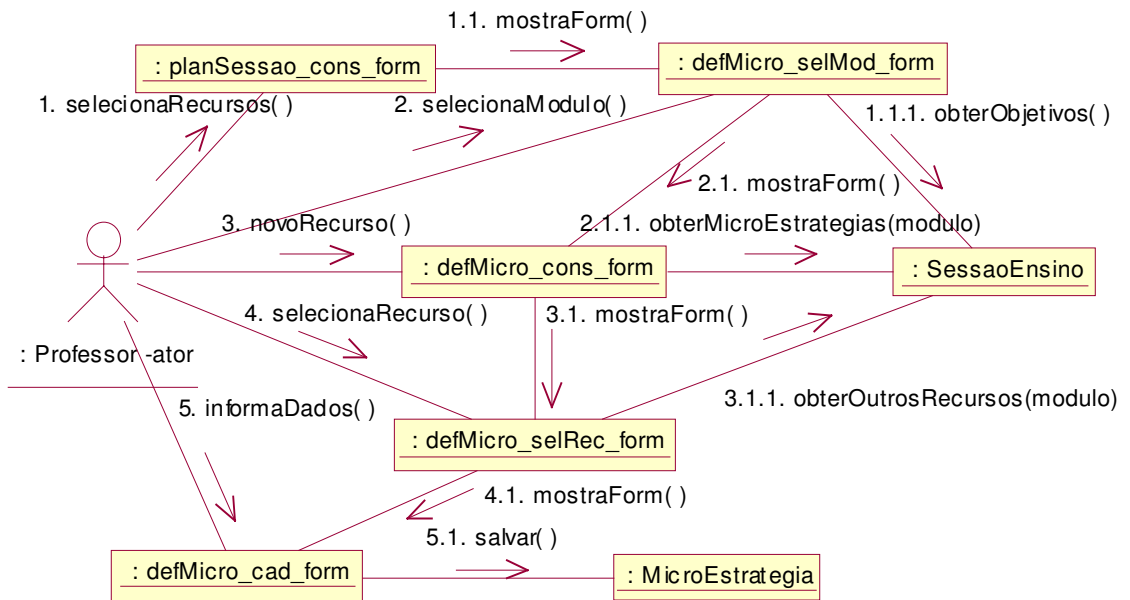 1.1. mostraForm( )
: planSessao_cons_form
: defMicro_selMod_form
1. selecionaRecursos( )
2. selecionaModulo( )
1.1.1. obterObjetivos( )
2.1. mostraForm( )
3. novoRecurso( )
2.1.1. obterMicroEstrategias(modulo)
: defMicro_cons_form
: SessaoEnsino
4. selecionaRecurso( )
3.1. mostraForm( )
: Professor -ator
5. informaDados( )
3.1.1. obterOutrosRecursos(modulo)
: defMicro_selRec_form
4.1. mostraForm( )
5.1. salvar( )
: defMicro_cad_form
: MicroEstrategia